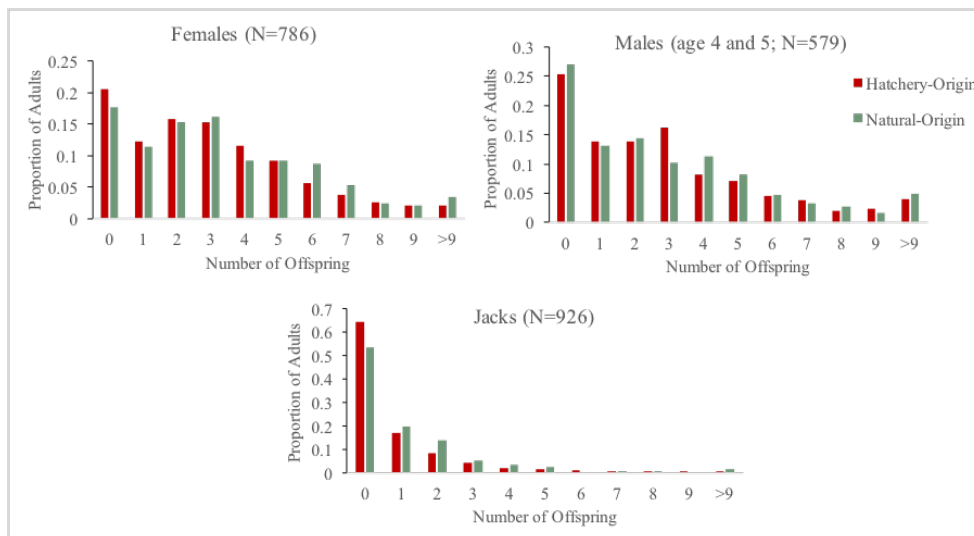 Females (N=786)
0.25
0.2
0.15
0.1
0.05
0
Proportion of Adults
0 1 2 3 4 5 6 7 8 9 >9
Number of Offspring
Males (age 4 and 5; N=579)
0.3
0.25
0.2
0.15
0.1
0.05
0
Proportion of Adults
0 1 2 3 4 5 6 7 8 9 >9
Number of Offspring
Hatchery-Origin
Natural-Origin
Jacks (N=926)
0.7
0.6
0.5
0.4
0.3
0.2
0.1
0
Proportion of Adults
0 1 2 3 4 5 6 7 8 9 >9
Number of Offspring